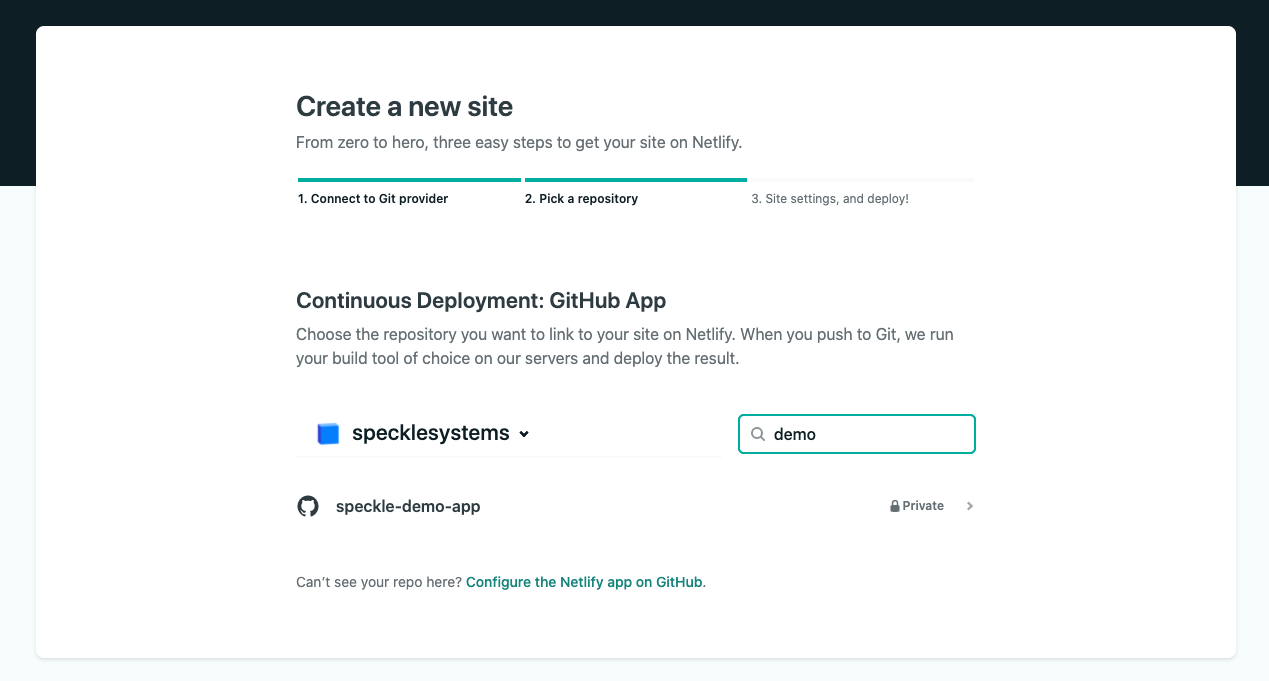 Create a new site
From zero to hero, three easy steps to get your site on Netlify.
1. Connect to Git provider
2. Pick a repository
3. Site settings, and deploy!
Continuous Deployment: GitHub App
Choose the repository you want to link to your site on Netlify. When you push to Git, we run
your build tool of choice on our servers and deploy the result.
specklesystems
demo
speckle-demo-app
Private
Can’t see your repo here? Configure the Netlify app on GitHub.